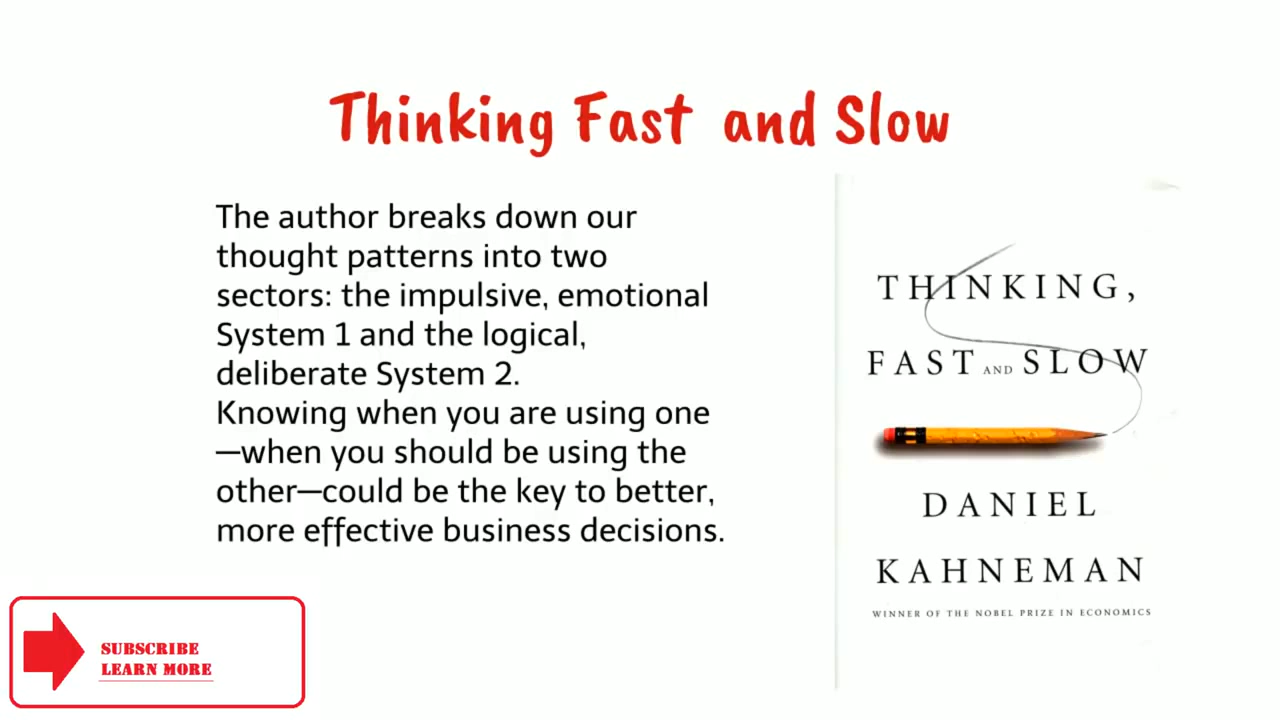 Thinking Fast and Slow
The author breaks down our
thought patterns into two
sectors: the impulsive, emotional
System 1 and the logical,
deliberate System 2.
Knowing when you are using one
—when you should be using the
other—could be the key to better,
more effective business decisions.
THINKING,
FAST AND SLOW
DANIEL
KAHNEMAN
WINNER OF THE NOBEL PRIZE IN ECONOMICS
SUBSCRIBE
LEARN MORE